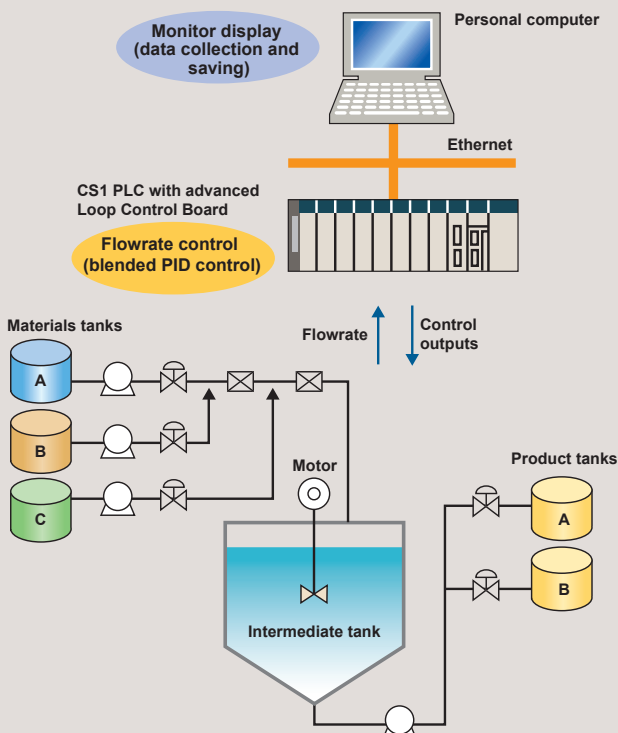 Monitor display
(data collection and
saving)
Personal computer
Ethernet
CS1 PLC with advanced
Loop Control Board
Flowrate control
(blended PID control)
Flowrate
Control
outputs
Materials tanks
A
B
C
Motor
Product tanks
A
B
Intermediate tank